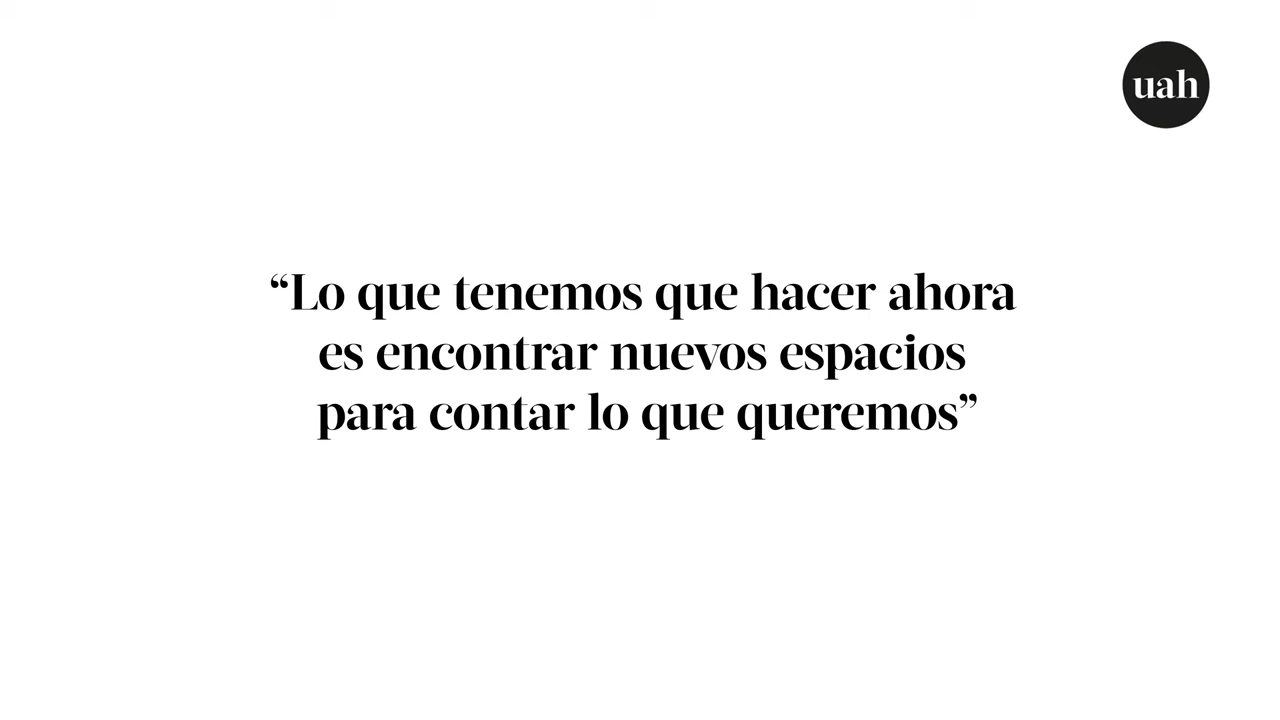 uah
“Lo que tenemos que hacer ahora
es encontrar nuevos espacios
para contar lo que queremos”